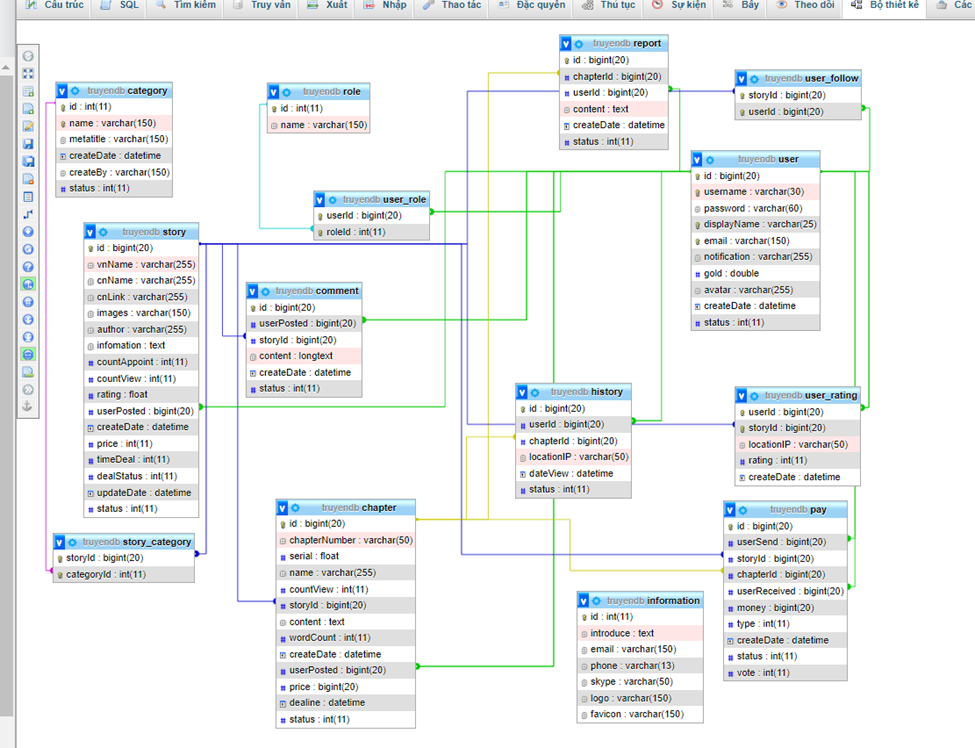 Cấu trúc SQL Tìm kiếm Truy vấn Xuất Nhập Thao tác Đặc quyền Thủ tục Sự kiện Bẫy Theo dõi Bộ thiết kế Các
truyendb category
id : int(11)
name : varchar(150)
metatitle : varchar(150)
createDate : datetime
createBy : varchar(150)
status : int(11)
truyendb role
id : int(11)
name : varchar(150)
truyendb report
id : bigint(20)
chapterId : bigint(20)
userId : bigint(20)
content : text
createDate : datetime
status : int(11)
truyendb user_follow
storyId : bigint(20)
userId : bigint(20)
truyendb user
id : bigint(20)
username : varchar(30)
password : varchar(60)
displayName : varchar(25)
email : varchar(150)
notification : varchar(255)
gold : double
avatar : varchar(255)
createDate : datetime
status : int(11)
truyendb user_role
userId : bigint(20)
roleId : int(11)
truyendb story
id : bigint(20)
vnName : varchar(255)
cnName : varchar(255)
cnLink : varchar(255)
images : varchar(150)
author : varchar(255)
infomation : text
countAppoint : int(11)
countView : int(11)
rating : float
userPosted : bigint(20)
createDate : datetime
price : int(11)
timeDeal : int(11)
dealStatus : int(11)
updateDate : datetime
status : int(11)
truyendb comment
id : bigint(20)
userPosted : bigint(20)
storyId : bigint(20)
content : longtext
createDate : datetime
status : int(11)
truyendb history
id : bigint(20)
userId : bigint(20)
chapterId : bigint(20)
locationIP : varchar(50)
dateView : datetime
status : int(11)
truyendb user_rating
userId : bigint(20)
storyId : bigint(20)
locationIP : varchar(50)
rating : int(11)
createDate : datetime
truyendb story_category
storyId : bigint(20)
categoryId : int(11)
truyendb chapter
id : bigint(20)
chapterNumber : varchar(50)
serial : float
name : varchar(255)
countView : int(11)
storyId : bigint(20)
content : text
wordCount : int(11)
createDate : datetime
userPosted : bigint(20)
price : bigint(20)
dealine : datetime
status : int(11)
truyendb pay
id : bigint(20)
userSend : bigint(20)
storyId : bigint(20)
chapterId : bigint(20)
userReceived : bigint(20)
money : bigint(20)
type : int(11)
createDate : datetime
status : int(11)
vote : int(11)
truyendb information
id : int(11)
introduce : text
email : varchar(150)
phone : varchar(13)
skype : varchar(50)
logo : varchar(150)
favicon : varchar(150)